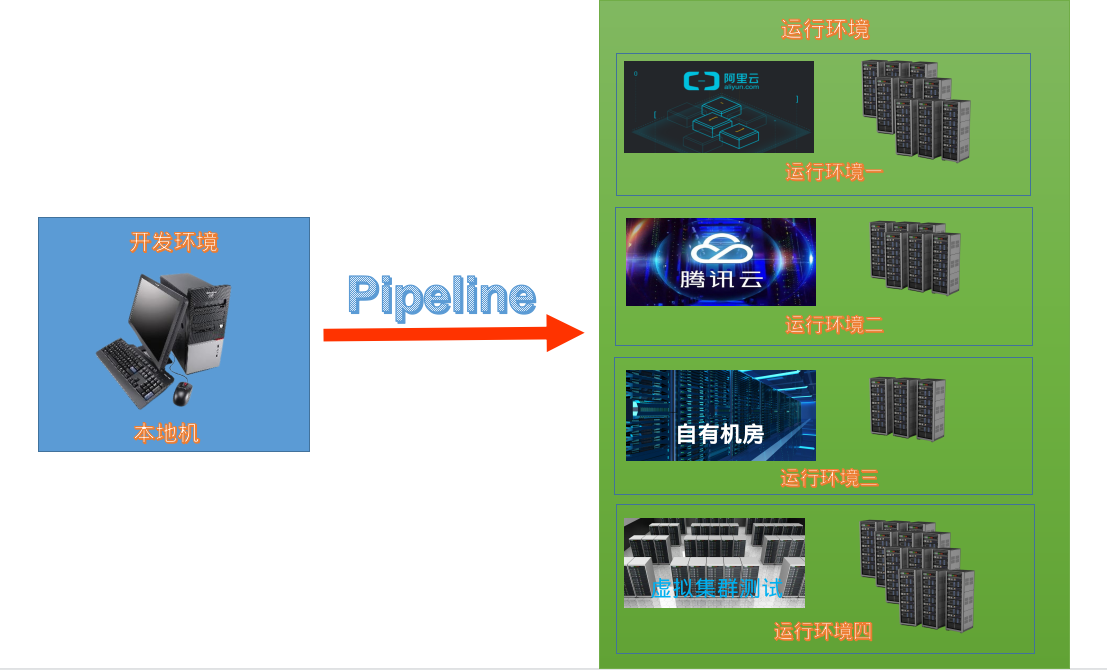 开发环境
本地机
Pipeline
运行环境
阿里云
aliyun.com
运行环境一
腾讯云
运行环境二
自有机房
运行环境三
虚拟集群测试
运行环境四